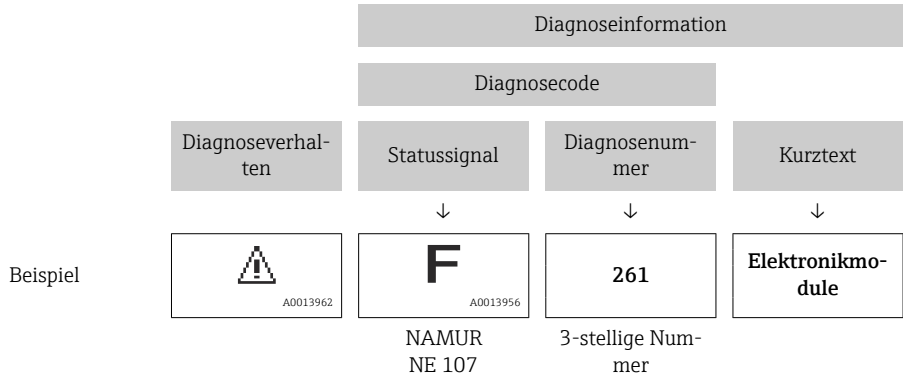 Diagnoseinformation
Diagnosecode
Diagnoseverhal-
ten
Statussignal
Diagnosenum-
mer
Kurztext
↓ ↓ ↓
Beispiel
A0013962
F
A0013956
261
Elektronikmo-
dule
NAMUR
NE 107
3-stellige Num-
mer